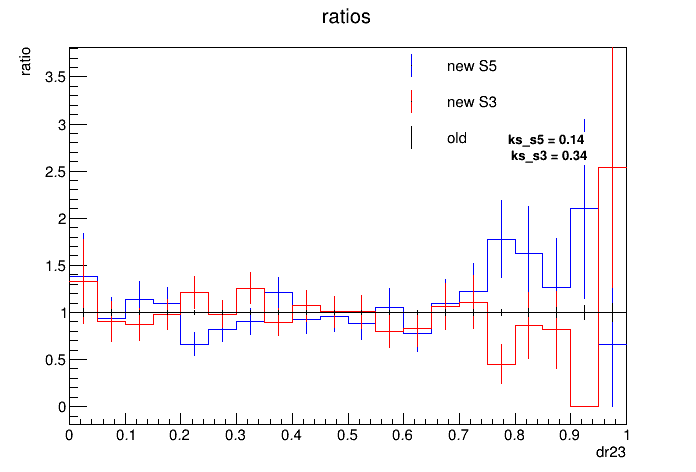 ratios
ratio
new S5
new S3
old
ks_s5 = 0.14
ks_s3 = 0.34
3.5
3
2.5
2
1.5
1
0.5
0
0 0.1 0.2 0.3 0.4 0.5 0.6 0.7 0.8 0.9 1
dr23